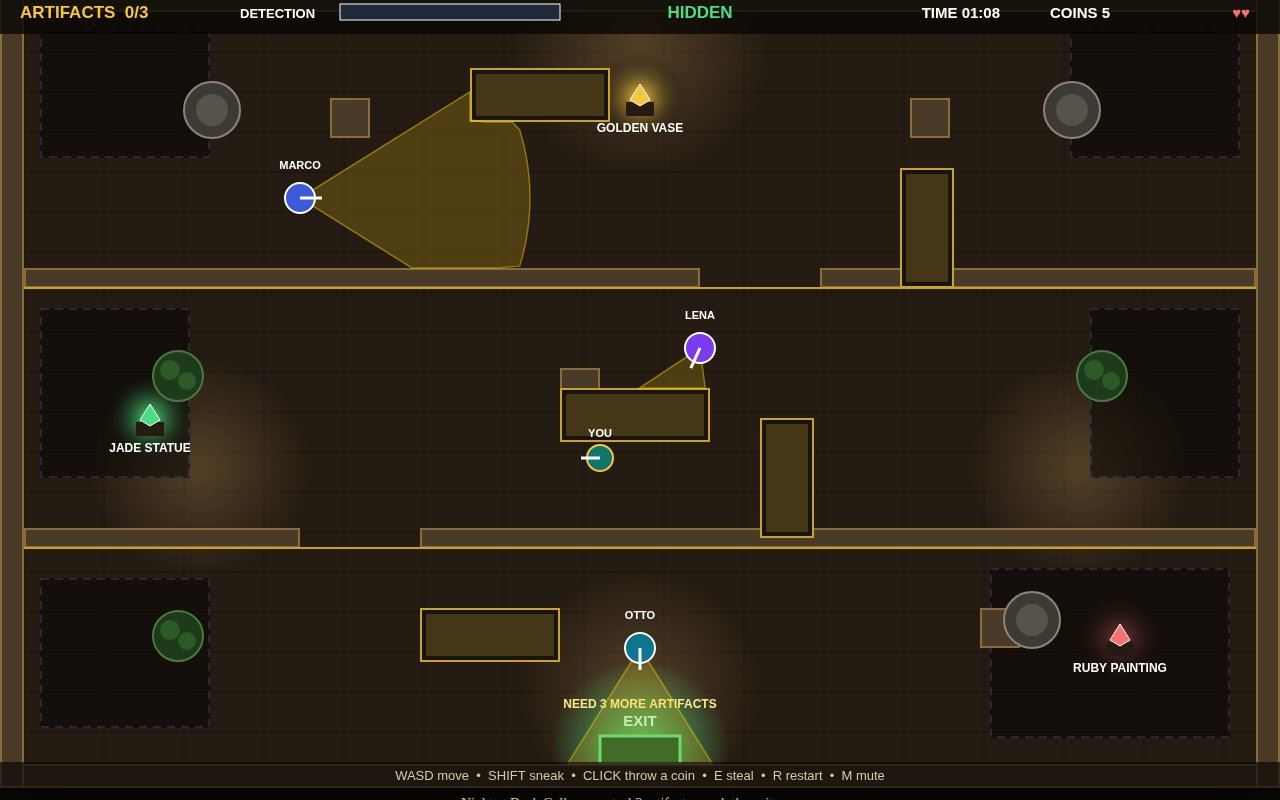 ARTIFACTS 0/3
DETECTION
HIDDEN
TIME 01:08
COINS 5
♥♥
GOLDEN VASE
MARCO
LENA
YOU
JADE STATUE
OTTO
RUBY PAINTING
NEED 3 MORE ARTIFACTS
EXIT
WASD move • SHIFT sneak • CLICK throw a coin • E steal • R restart • M mute